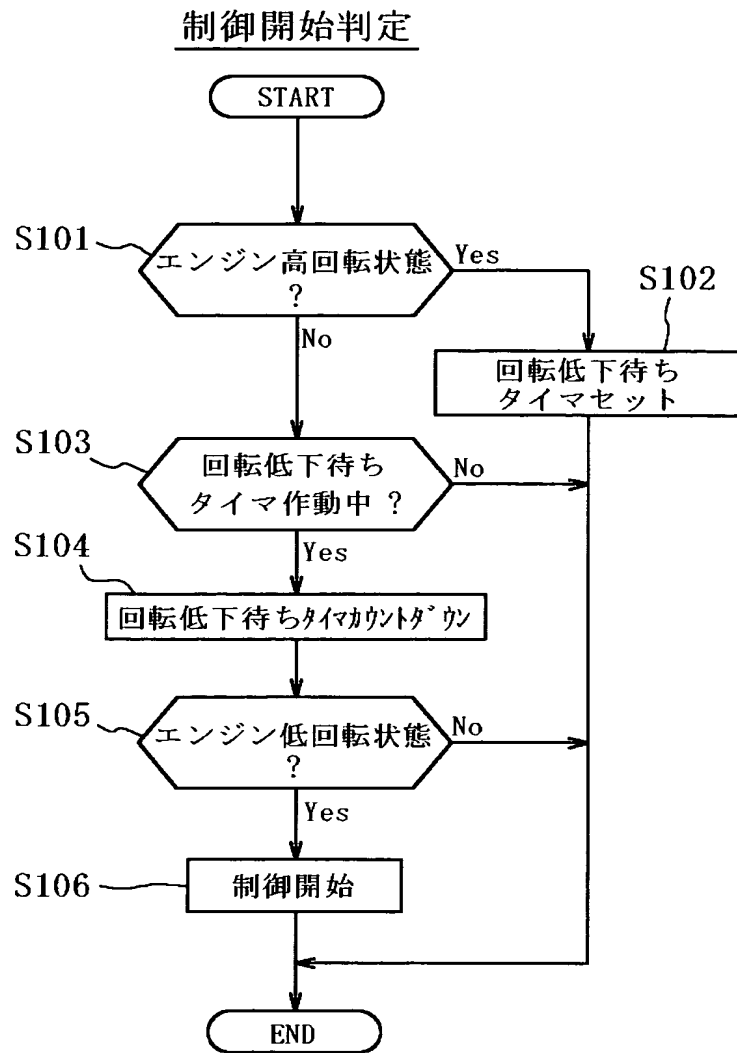 制御開始判定
START
S101
エンジン高回転状態
?
Yes
No
S102
回転低下待ち
タイマセット
S103
回転低下待ち
タイマ作動中 ?
No
Yes
S104
回転低下待ちﾀｲﾏｶｳﾝﾄﾀﾞｳﾝ
S105
エンジン低回転状態
?
No
Yes
S106
制御開始
END